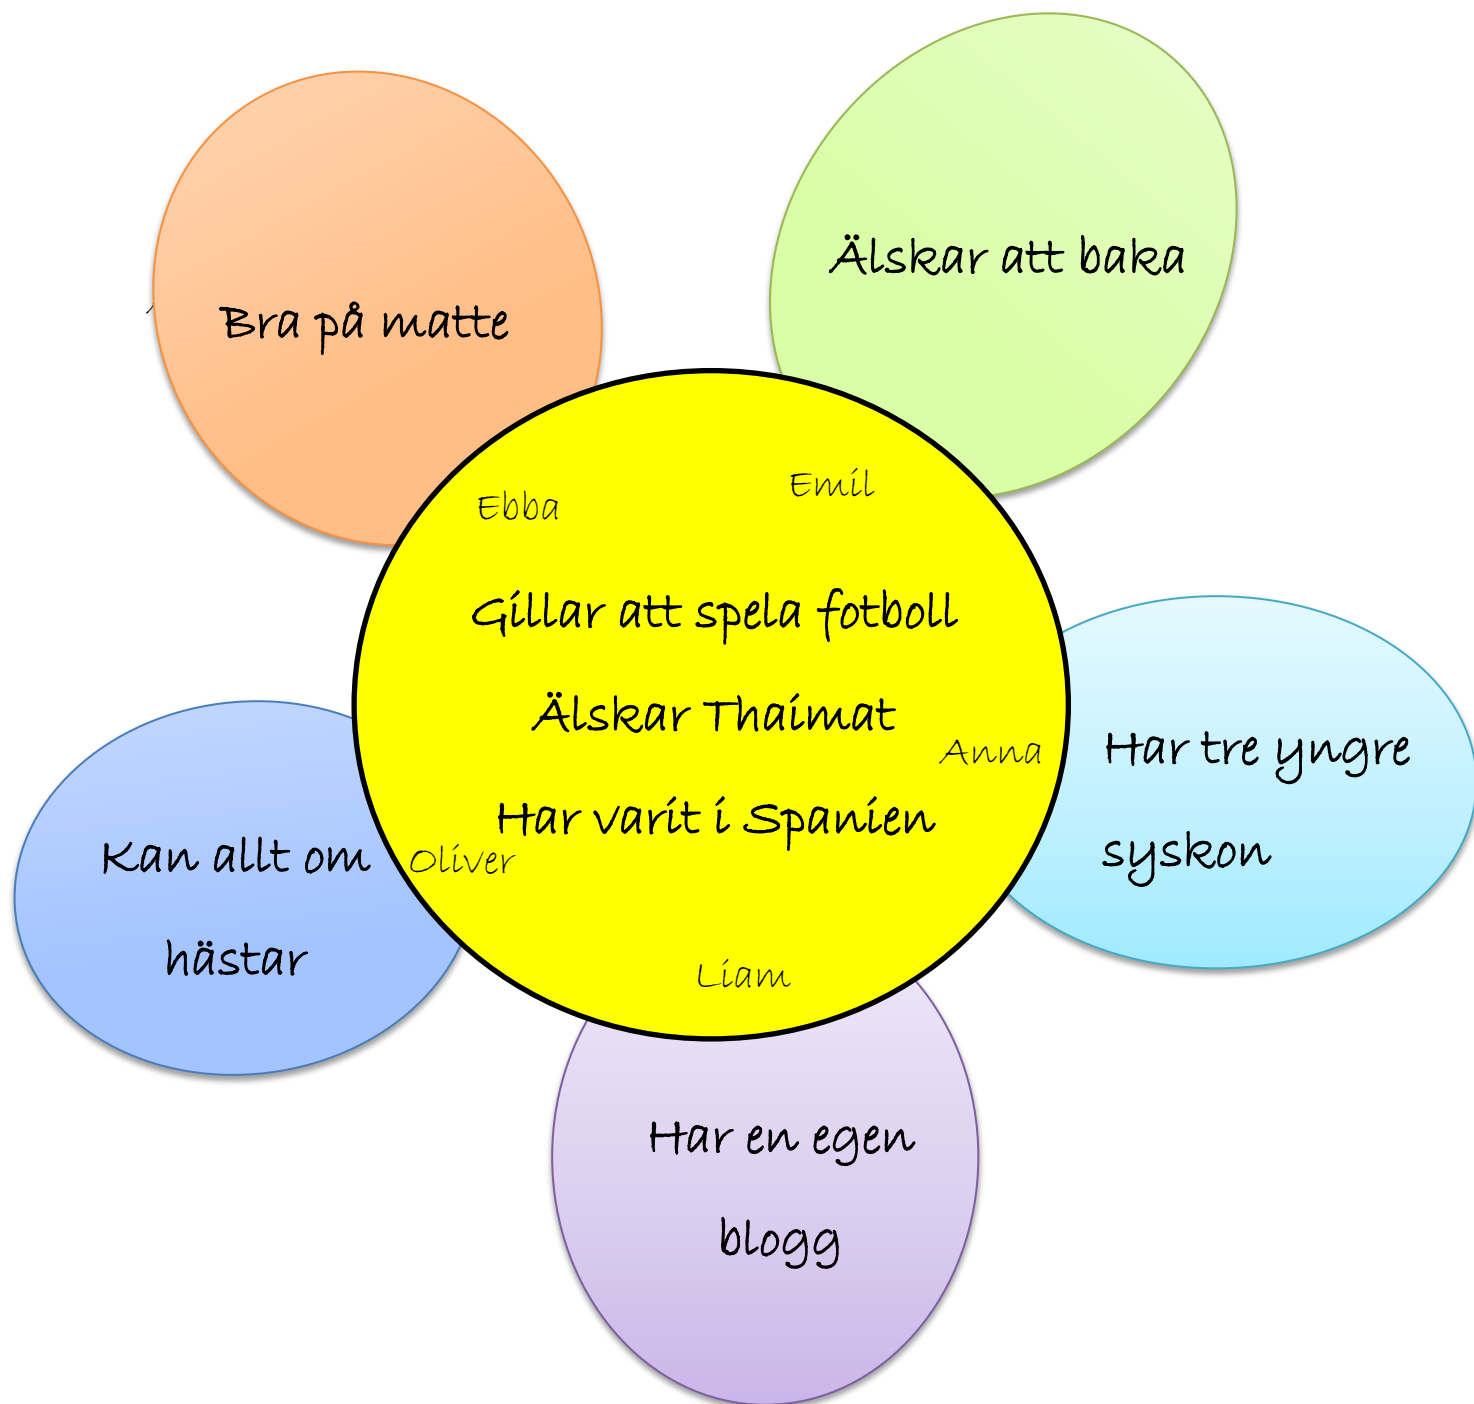 Älskar att baka
Bra på matte
Emil
Ebba
Gillar att spela fotboll
Älskar Thaimat
Anna
Har tre yngre
syskon
Har varit i Spanien
Oliver
Kan allt om
hästar
Liam
Har en egen
blogg